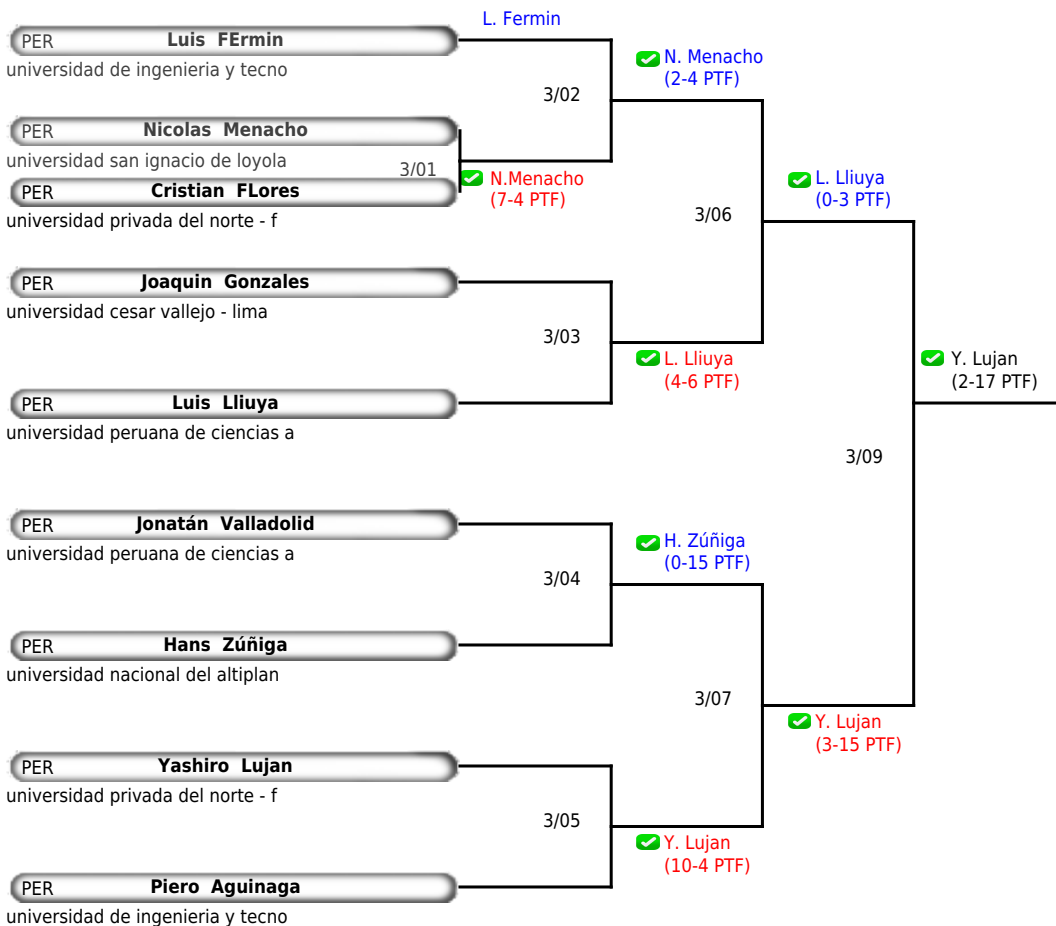 L. Fermin
PER Luis FErmin
universidad de ingenieria y tecno
N. Menacho
(2-4 PTF)
3/02
PER Nicolas Menacho
universidad san ignacio de loyola
3/01
N.Menacho
(7-4 PTF)
PER Cristian FLores
universidad privada del norte - f
L. Lliuya
(0-3 PTF)
3/06
PER Joaquin Gonzales
universidad cesar vallejo - lima
3/03
L. Lliuya
(4-6 PTF)
Y. Lujan
(2-17 PTF)
PER Luis Lliuya
universidad peruana de ciencias a
3/09
PER Jonatán Valladolid
universidad peruana de ciencias a
H. Zúñiga
(0-15 PTF)
3/04
PER Hans Zúñiga
universidad nacional del altiplan
3/07
Y. Lujan
(3-15 PTF)
PER Yashiro Lujan
universidad privada del norte - f
3/05
Y. Lujan
(10-4 PTF)
PER Piero Aguinaga
universidad de ingenieria y tecno